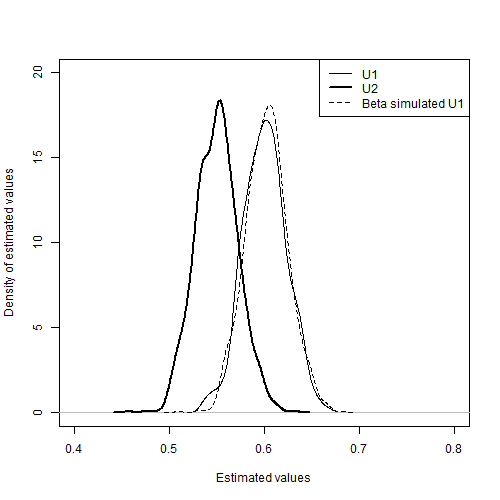 U1
U2
Beta simulated U1
Density of estimated values
20
15
10
5
0
0.4 0.5 0.6 0.7 0.8
Estimated values